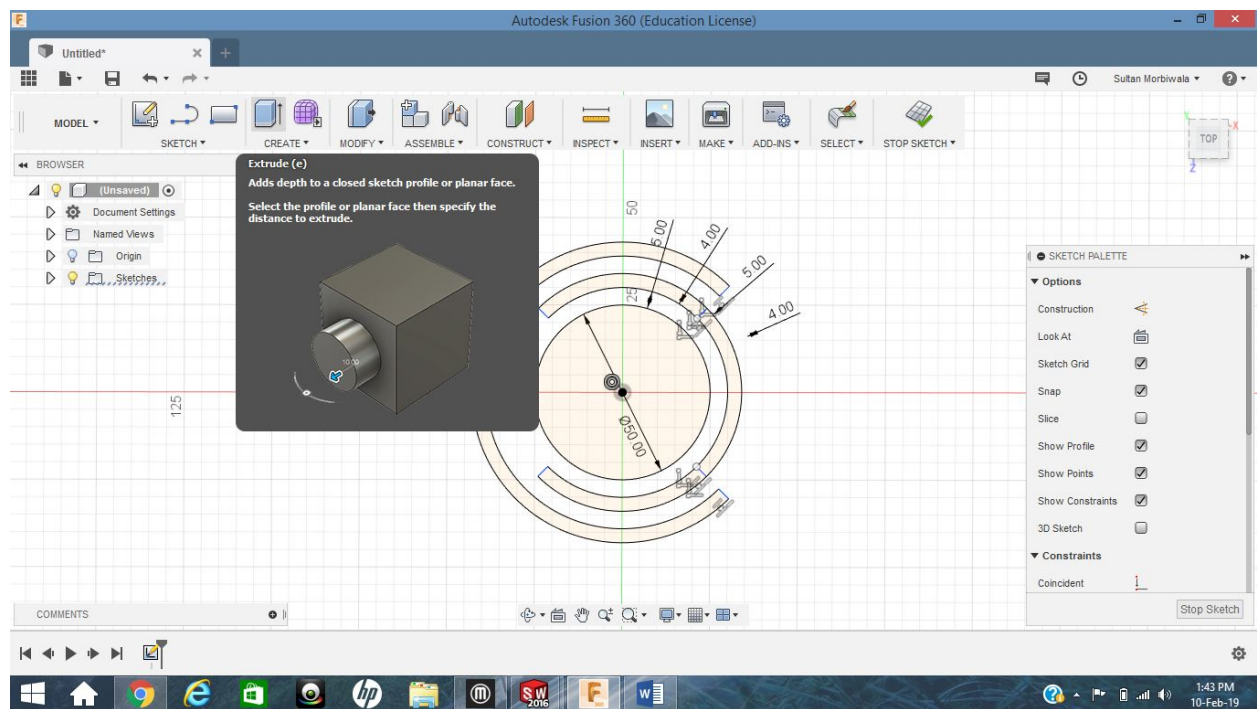 Autodesk Fusion 360 (Education License)
Untitled*
Sultan Morbiwala
MODEL
SKETCH
CREATE
MODIFY
ASSEMBLE
CONSTRUCT
INSPECT
INSERT
MAKE
ADD-INS
SELECT
STOP SKETCH
TOP
X
Z
BROWSER
(Unsaved)
Document Settings
Named Views
Origin
Sketches
Extrude (e)
Adds depth to a closed sketch profile or planar face.
Select the profile or planar face then specify the
distance to extrude.
10.00
50
5.00
4.00
5.00
4.00
25
125
Ø50.00
SKETCH PALETTE
Options
Construction
Look At
Sketch Grid
Snap
Slice
Show Profile
Show Points
Show Constraints
3D Sketch
Constraints
Coincident
Stop Sketch
COMMENTS
hp
SW
2016
F
W
1:43 PM
10-Feb-19